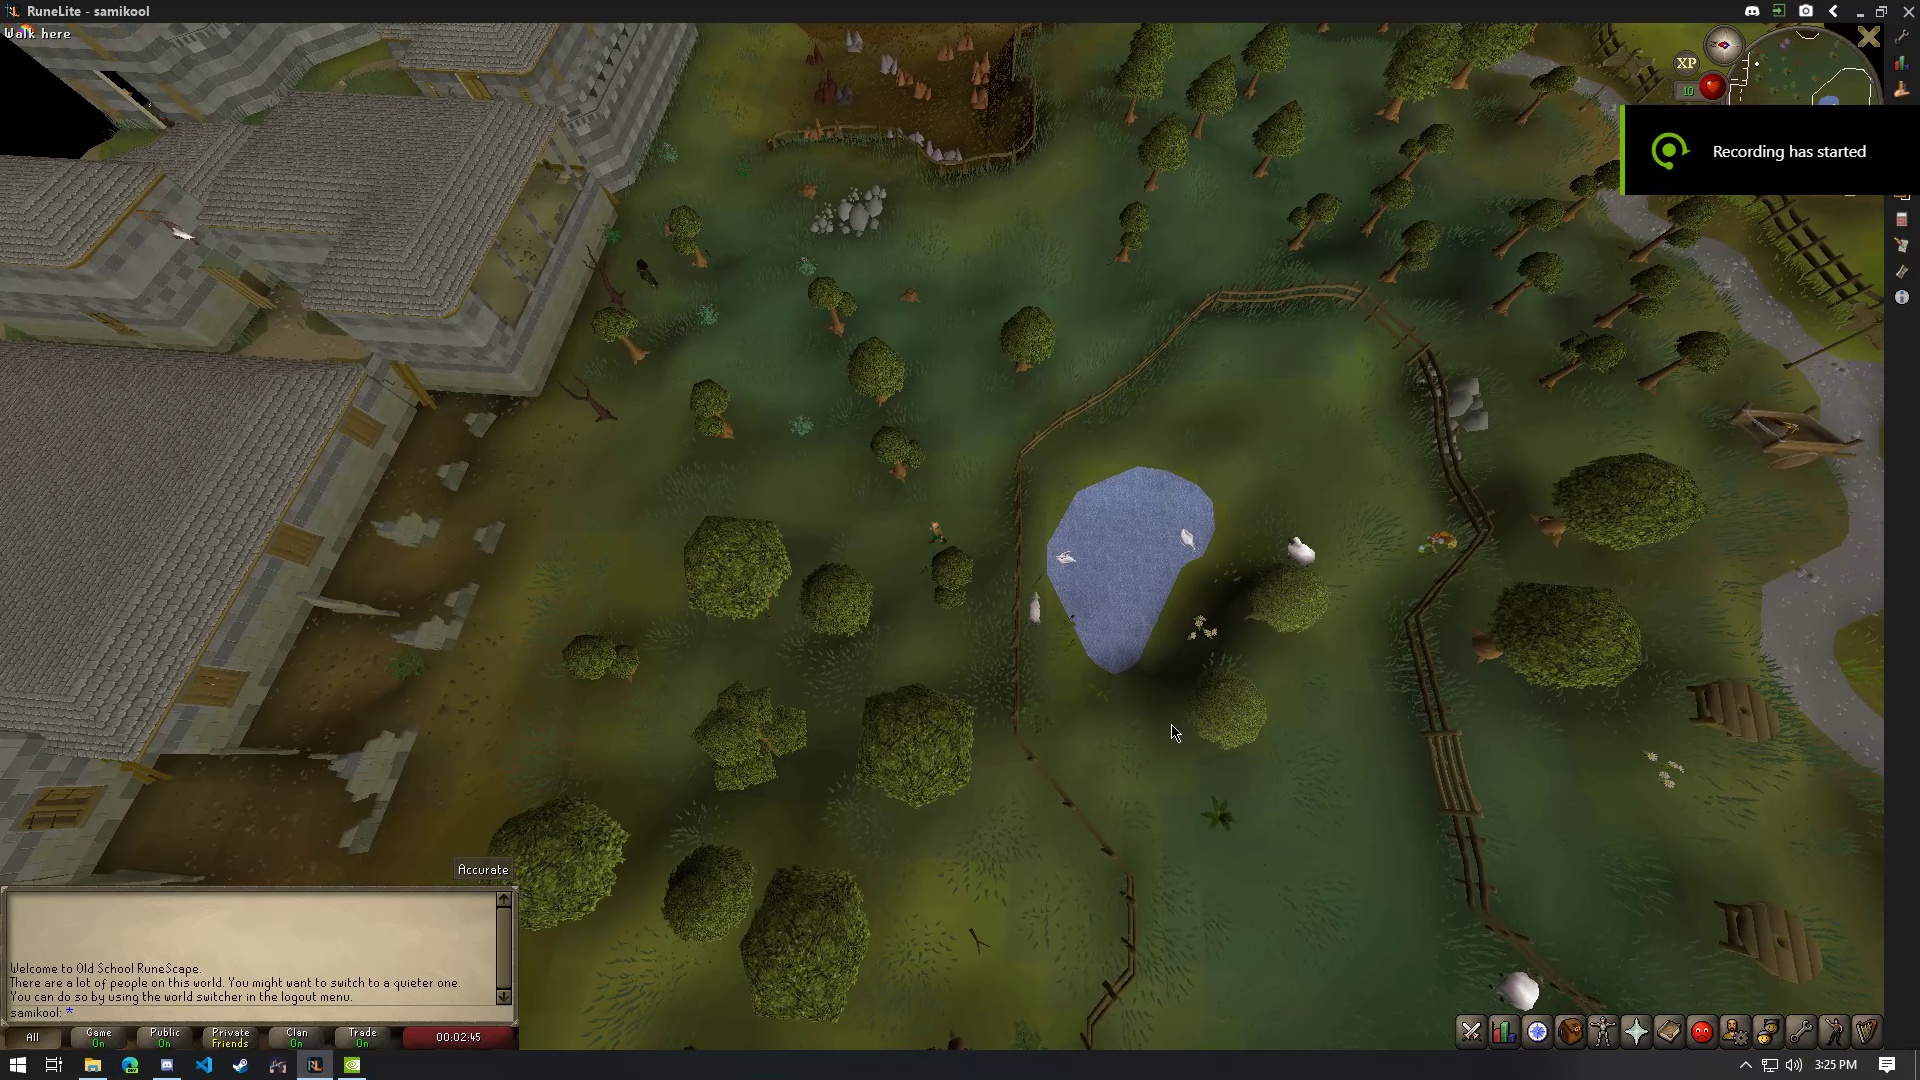 RuneLite - samikool
Walk here
XP
10
Recording has started
Accurate
Welcome to Old School RuneScape.
There are a lot of people on this world. You might want to switch to a quieter one.
You can do so by using the world switcher in the logout menu.
samikool: *
All
Game
On
Public
On
Private
Friends
Clan
On
Trade
On
00:02:45
3:25 PM